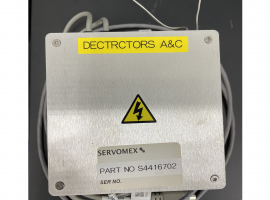 DECTRCTORS A&C
SERVOMEX
PART NO S4416702
SER NO.